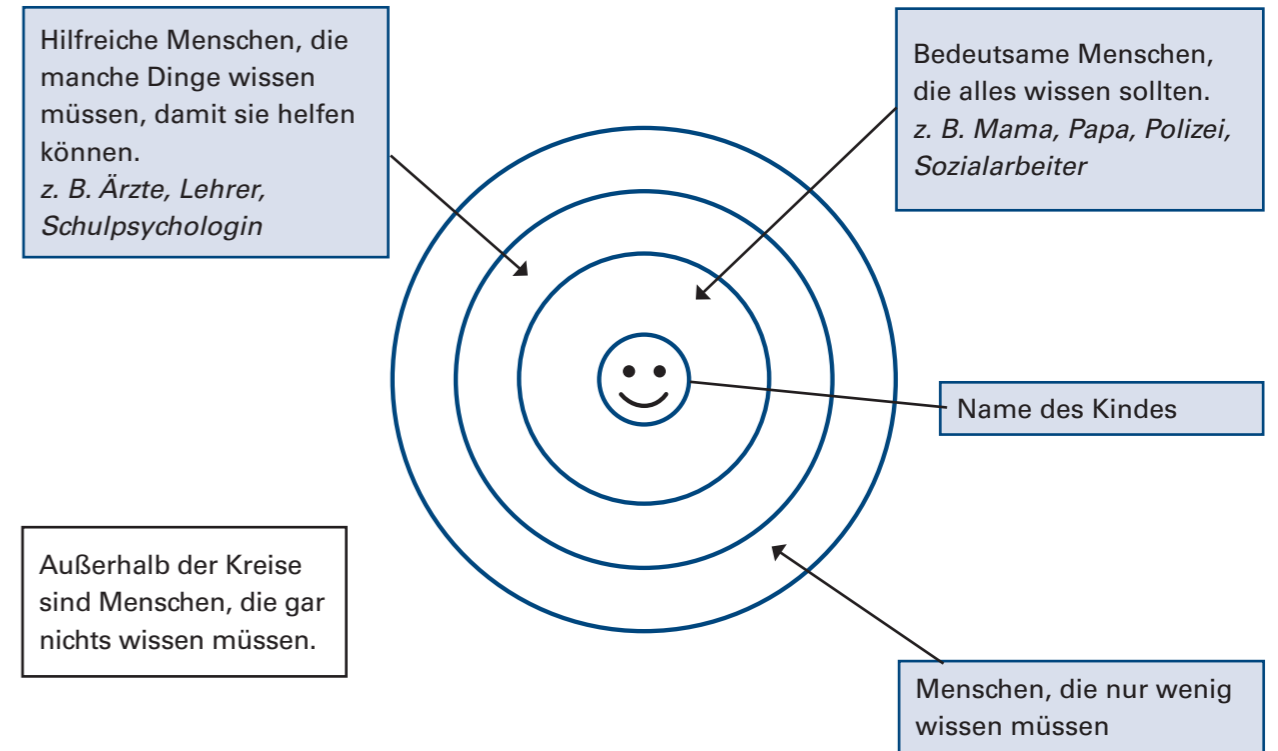 Hilfreiche Menschen, die
manche Dinge wissen
müssen, damit sie helfen
können.
z. B. Ärzte, Lehrer,
Schulpsychologin
Bedeutsame Menschen,
die alles wissen sollten.
z. B. Mama, Papa, Polizei,
Sozialarbeiter
Name des Kindes
Außerhalb der Kreise
sind Menschen, die gar
nichts wissen müssen.
Menschen, die nur wenig
wissen müssen